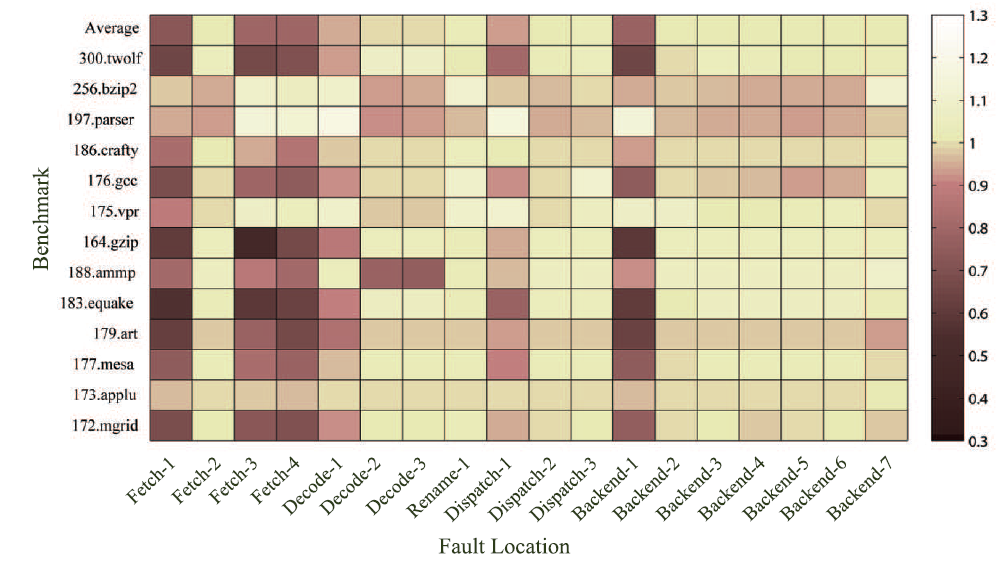 Benchmark
Average
300.twolf
256.bzip2
197.parser
186.crafty
176.gcc
175.vpr
164.gzip
188.ammp
183.equake
179.art
177.mesa
173.applu
172.mgrid
Fetch-1
Fetch-2
Fetch-3
Fetch-4
Decode-1
Decode-2
Decode-3
Rename-1
Dispatch-1
Dispatch-2
Dispatch-3
Backend-1
Backend-2
Backend-3
Backend-4
Backend-5
Backend-6
Backend-7
Fault Location
1.3
1.2
1.1
1
0.9
0.8
0.7
0.6
0.5
0.4
0.3